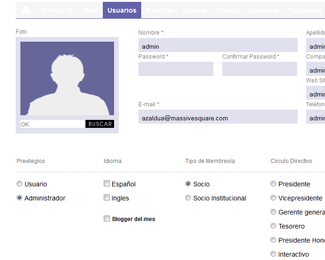 Usuarios
Foto
Nombre *:
Apellido
admin
admin
Password *
Confirmar Password *
Compa
admin
Web Si
admin
OK
BUSCAR
E-mail *:
Teléfon
azaldua@massivesquare.com
admin
Previlegios
Idioma
Tipo de Membresía
Círculo Directivo
Usuario
Español
Socio
Presidente
Administrador
Ingles
Socio Institucional
Vicepresidente
Gerente genera
Blogger del mes
Tesorero
Presidente Hono
Interactivo